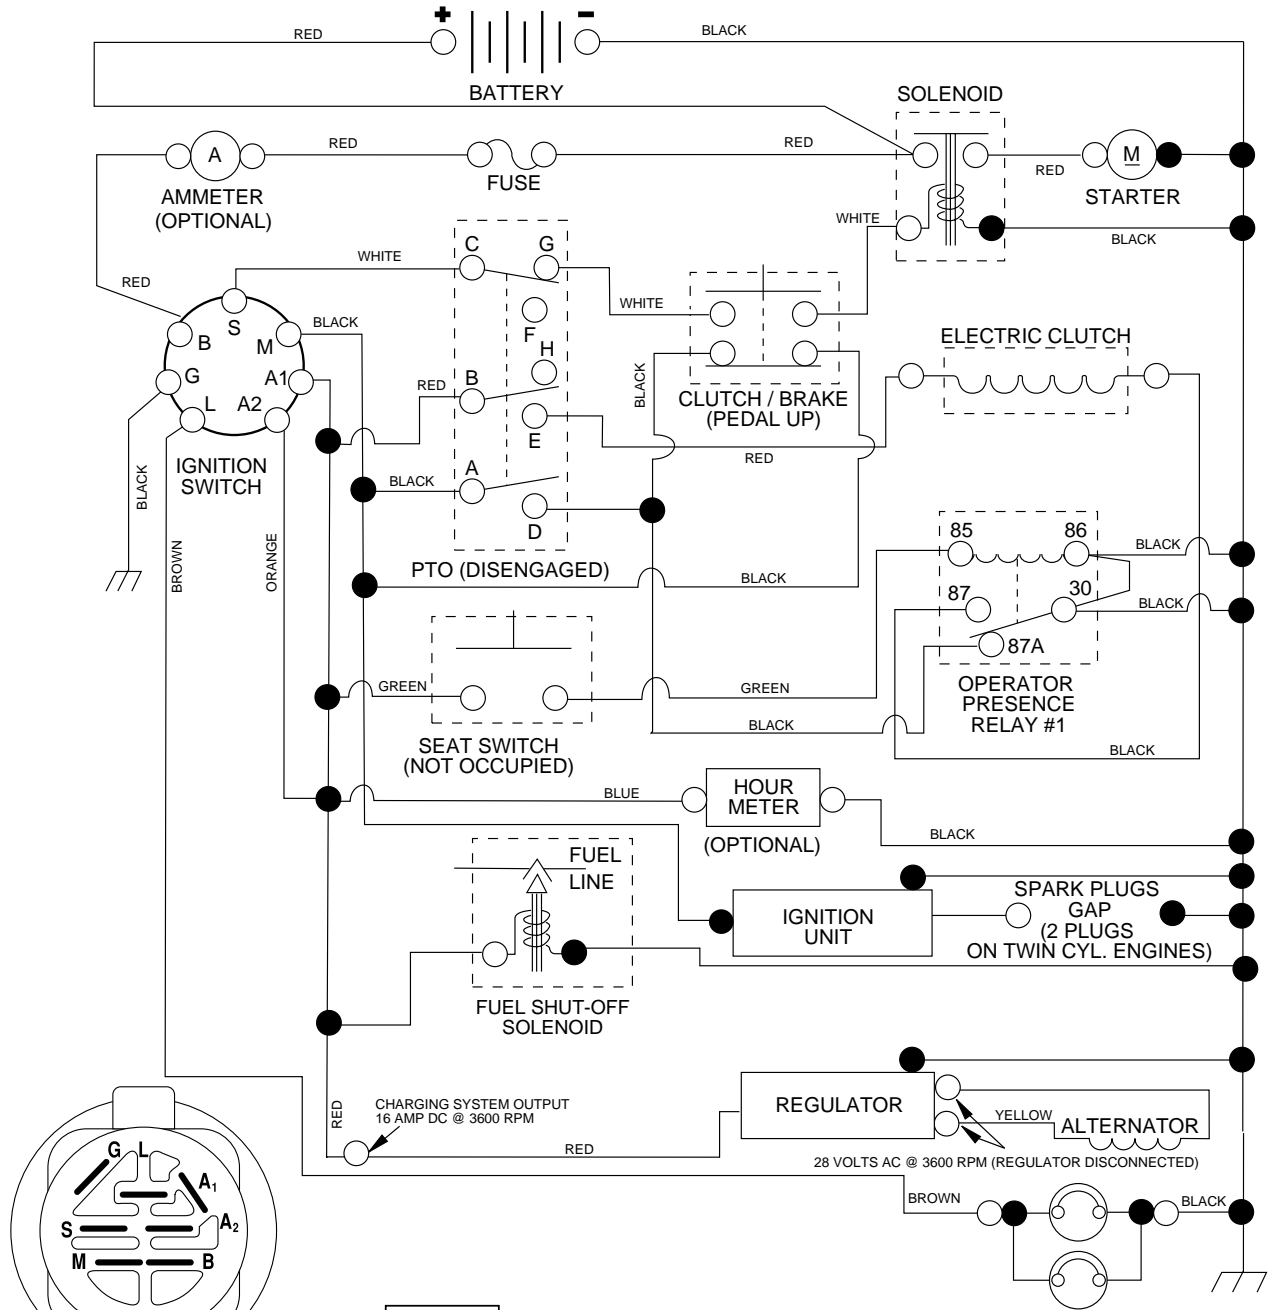 + −
RED
BLACK
BATTERY
SOLENOID
A
RED
RED
RED
M
FUSE
AMMETER
(OPTIONAL)
STARTER
WHITE
BLACK
C G
WHITE
RED
WHITE
S
F
BLACK
B
M
ELECTRIC CLUTCH
H
G
A1
RED
B
BLACK
CLUTCH / BRAKE
(PEDAL UP)
L
A2
E
RED
IGNITION
SWITCH
A
BLACK
BLACK
D
85 86
BLACK
BROWN
ORANGE
PTO (DISENGAGED)
BLACK
87 30
BLACK
87A
GREEN
GREEN
OPERATOR
PRESENCE
RELAY #1
BLACK
SEAT SWITCH
(NOT OCCUPIED)
BLACK
BLUE
HOUR
METER
(OPTIONAL)
BLACK
FUEL
LINE
SPARK PLUGS
GAP
(2 PLUGS
ON TWIN CYL. ENGINES)
IGNITION
UNIT
FUEL SHUT-OFF
SOLENOID
RED
CHARGING SYSTEM OUTPUT
16 AMP DC @ 3600 RPM
REGULATOR
YELLOW
ALTERNATOR
RED
28 VOLTS AC @ 3600 RPM (REGULATOR DISCONNECTED)
BROWN
BLACK
G L
A1
S
A2
M
B